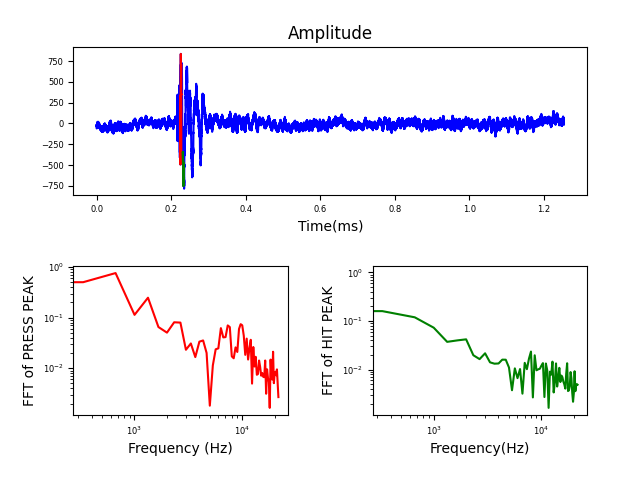 Amplitude
750
500
250
0
−250
−500
−750
0.0 0.2 0.4 0.6 0.8 1.0 1.2
Time(ms)
FFT of PRESS PEAK
10⁰
10⁻¹
10⁻²
10³ 10⁴
Frequency (Hz)
FFT of HIT PEAK
10⁰
10⁻¹
10⁻²
10³ 10⁴
Frequency(Hz)